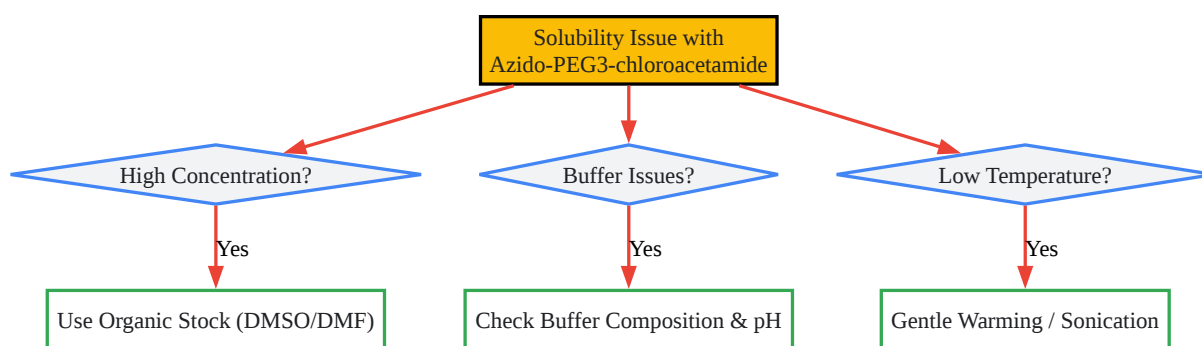 Solubility Issue with
Azido-PEG3-chloroacetamide
High Concentration?
Buffer Issues?
Low Temperature?
Yes
Yes
Yes
Use Organic Stock (DMSO/DMF)
Check Buffer Composition & pH
Gentle Warming / Sonication